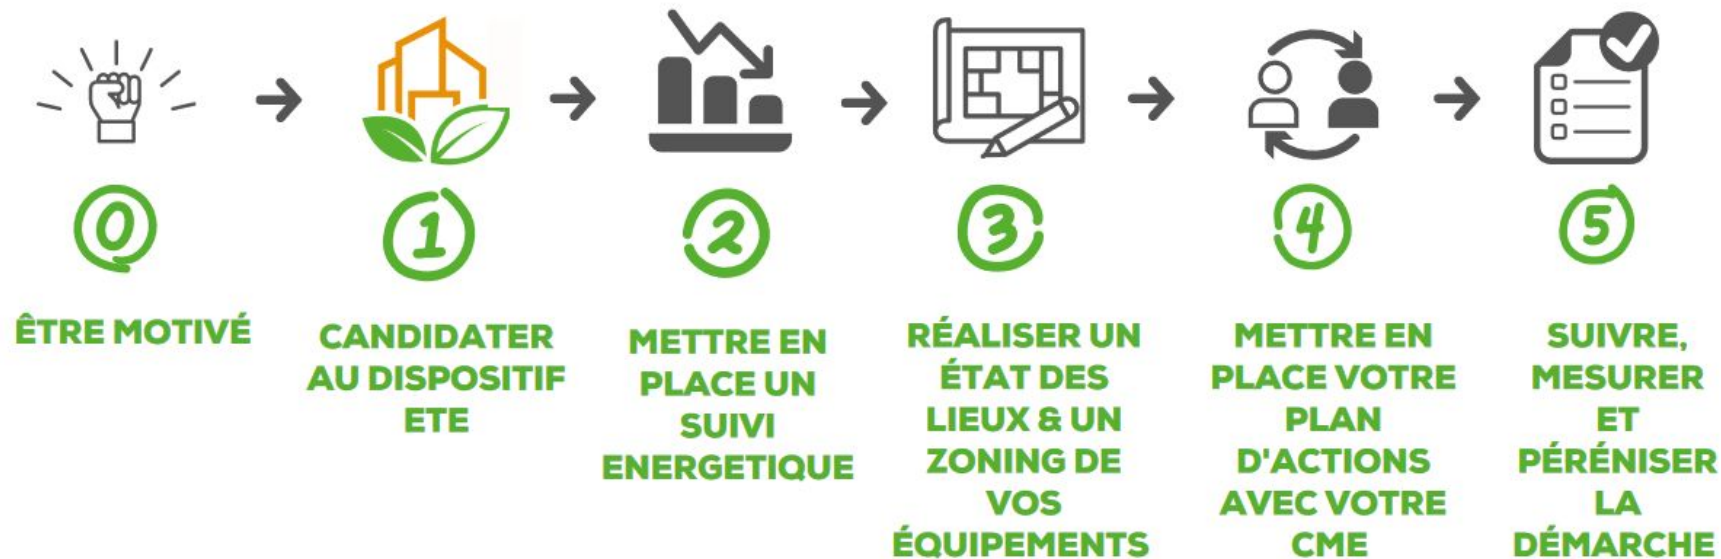 0
ÊTRE MOTIVÉ
1
CANDIDATER
AU DISPOSITIF
ETE
2
METTRE EN
PLACE UN
SUIVI
ENERGETIQUE
3
RÉALISER UN
ÉTAT DES
LIEUX & UN
ZONING DE
VOS
ÉQUIPEMENTS
4
METTRE EN
PLACE VOTRE
PLAN
D'ACTIONS
AVEC VOTRE
CME
5
SUIVRE,
MESURER
ET
PÉRÉNISER
LA
DÉMARCHE